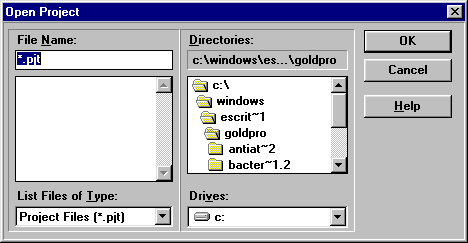 Open Project
File Name:
*.pjt
List Files of Type:
Project Files (*.pjt)
Directories:
c:\windows\es...\goldpro
c:\
windows
escrit~1
goldpro
antiat~2
bacter~1.2
Drives:
c:
OK
Cancel
Help